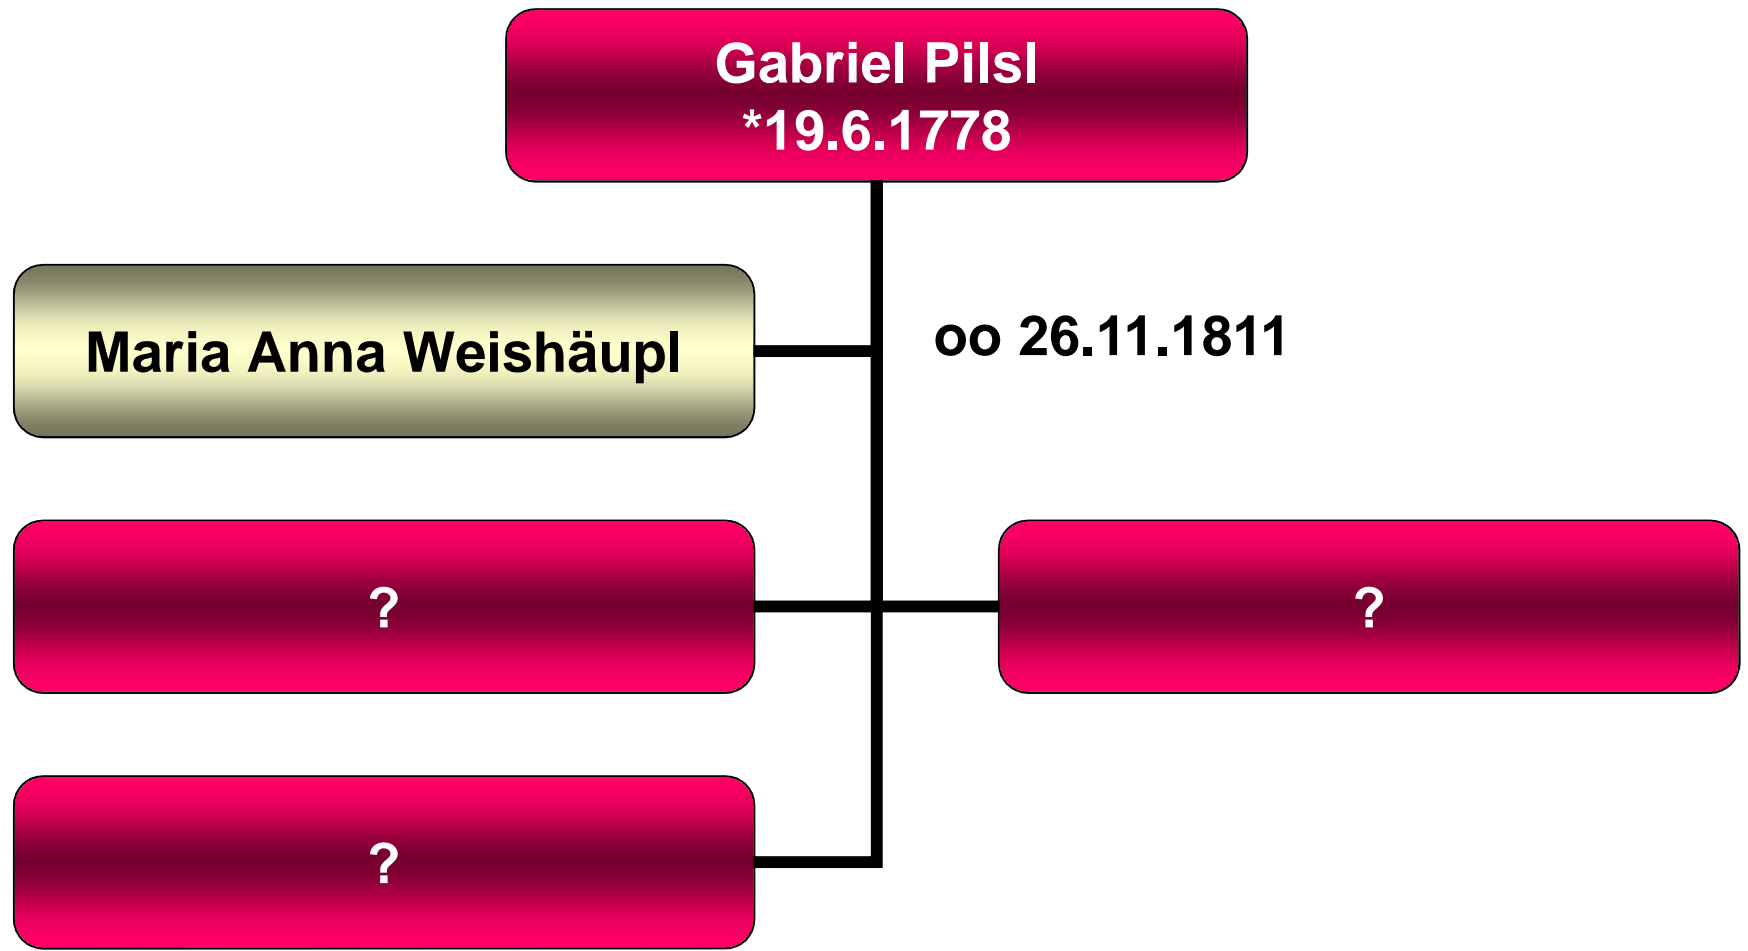 Gabriel Pilsl
*19.6.1778
Maria Anna Weishäupl
oo 26.11.1811
?
?
?